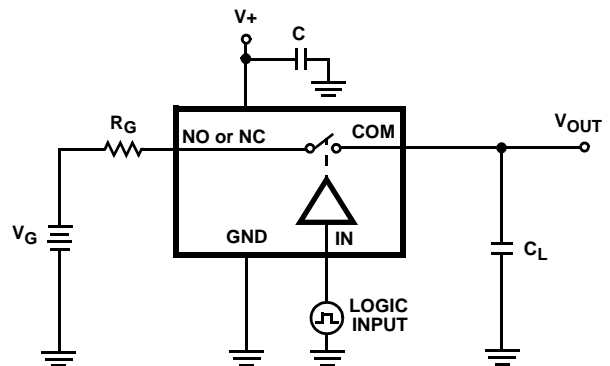 V+
C
RG
NO or NC
COM
VOUT
VG
GND
IN
CL
LOGIC
INPUT